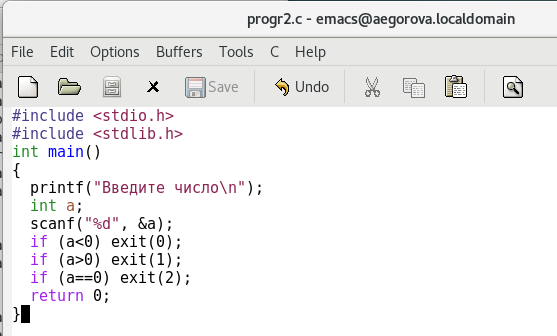 progr2.c - emacs@aegorova.localdomain
File Edit Options Buffers Tools C Help
Save Undo
#include <stdio.h>
#include <stdlib.h>
int main()
{
  printf("Введите число\n");
  int a;
  scanf("%d", &a);
  if (a<0) exit(0);
  if (a>0) exit(1);
  if (a==0) exit(2);
  return 0;
}